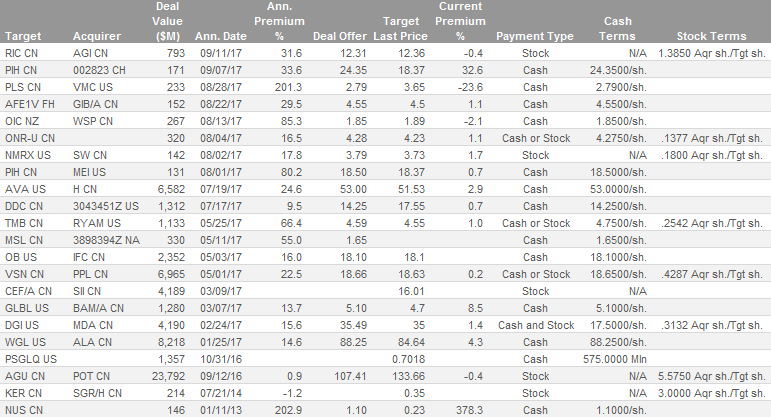 Deal Ann. Current
Value Premium Target Premium Cash
Target Acquirer ($M) Ann. Date % Deal Offer Last Price % Payment Type Terms Stock Terms
RIC CN AGI CN 793 09/11/17 31.6 12.31 12.36 -0.4 Stock N/A 1.3850 Aqr sh./Tgt sh.
PIH CN 002823 CH 171 09/07/17 33.6 24.35 18.37 32.6 Cash 24.3500/sh.
PLS CN VMC US 233 08/28/17 201.3 2.79 3.65 -23.6 Cash 2.7900/sh.
AFE1V FH GIB/A CN 152 08/22/17 29.5 4.55 4.5 1.1 Cash 4.5500/sh.
OIC NZ WSP CN 267 08/13/17 85.3 1.85 1.89 -2.1 Cash 1.8500/sh.
ONR-U CN 320 08/04/17 16.5 4.28 4.23 1.1 Cash or Stock 4.2750/sh. .1377 Aqr sh./Tgt sh.
NMRX US SW CN 142 08/02/17 17.8 3.79 3.73 1.7 Stock N/A .1800 Aqr sh./Tgt sh.
PIH CN MEI US 131 08/01/17 80.2 18.50 18.37 0.7 Cash 18.5000/sh.
AVA US H CN 6,582 07/19/17 24.6 53.00 51.53 2.9 Cash 53.0000/sh.
DDC CN 3043451Z US 1,312 07/17/17 9.5 14.25 17.55 0.7 Cash 14.2500/sh.
TMB CN RYAM US 1,133 05/25/17 66.4 4.59 4.55 1.0 Cash or Stock 4.7500/sh. .2542 Aqr sh./Tgt sh.
MSL CN 3898394Z NA 330 05/11/17 55.0 1.65 Cash 1.6500/sh.
OB US IFC CN 2,352 05/03/17 16.0 18.10 18.1 Cash 18.1000/sh.
VSN CN PPL CN 6,965 05/01/17 22.5 18.66 18.63 0.2 Cash or Stock 18.6500/sh. .4287 Aqr sh./Tgt sh.
CEF/A CN SII CN 4,189 03/09/17 16.01 Stock N/A
GLBL US BAM/A CN 1,280 03/07/17 13.7 5.10 4.7 8.5 Cash 5.1000/sh.
DGI US MDA CN 4,190 02/24/17 15.6 35.49 35 1.4 Cash and Stock 17.5000/sh. .3132 Aqr sh./Tgt sh.
WGL US ALA CN 8,218 01/25/17 14.6 88.25 84.64 4.3 Cash 88.2500/sh.
PSGLQ US 1,357 10/31/16 0.7018 Cash 575.0000 Mln
AGU CN POT CN 23,792 09/12/16 0.9 107.41 133.66 -0.4 Stock N/A 5.5750 Aqr sh./Tgt sh.
KER CN SGR/H CN 214 07/21/14 -1.2 0.35 Stock N/A 3.0000 Aqr sh./Tgt sh.
NUS CN 146 01/11/13 202.9 1.10 0.23 378.3 Cash 1.1000/sh.